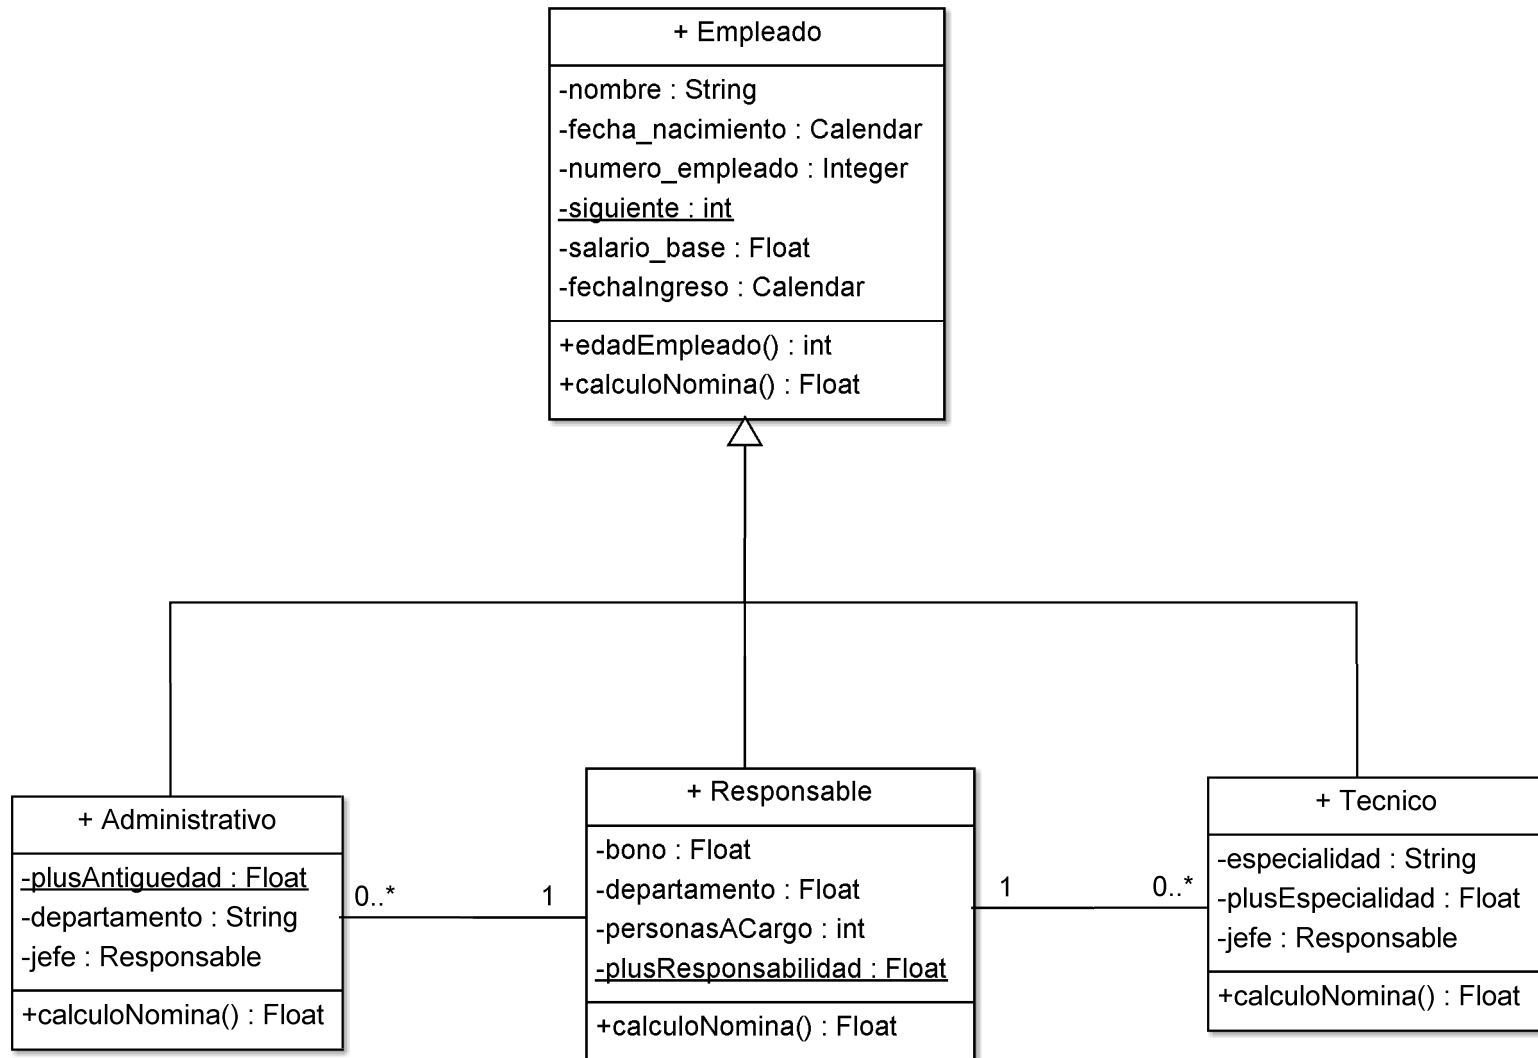 + Empleado
-nombre : String
-fecha_nacimiento : Calendar
-numero_empleado : Integer
-siguiente : int
-salario_base : Float
-fechaIngreso : Calendar
+edadEmpleado() : int
+calculoNomina() : Float
+ Administrativo
-plusAntiguedad : Float
-departamento : String
-jefe : Responsable
+calculoNomina() : Float
0..*
1
+ Responsable
-bono : Float
-departamento : Float
-personasACargo : int
-plusResponsabilidad : Float
+calculoNomina() : Float
1
0..*
+ Tecnico
-especialidad : String
-plusEspecialidad : Float
-jefe : Responsable
+calculoNomina() : Float